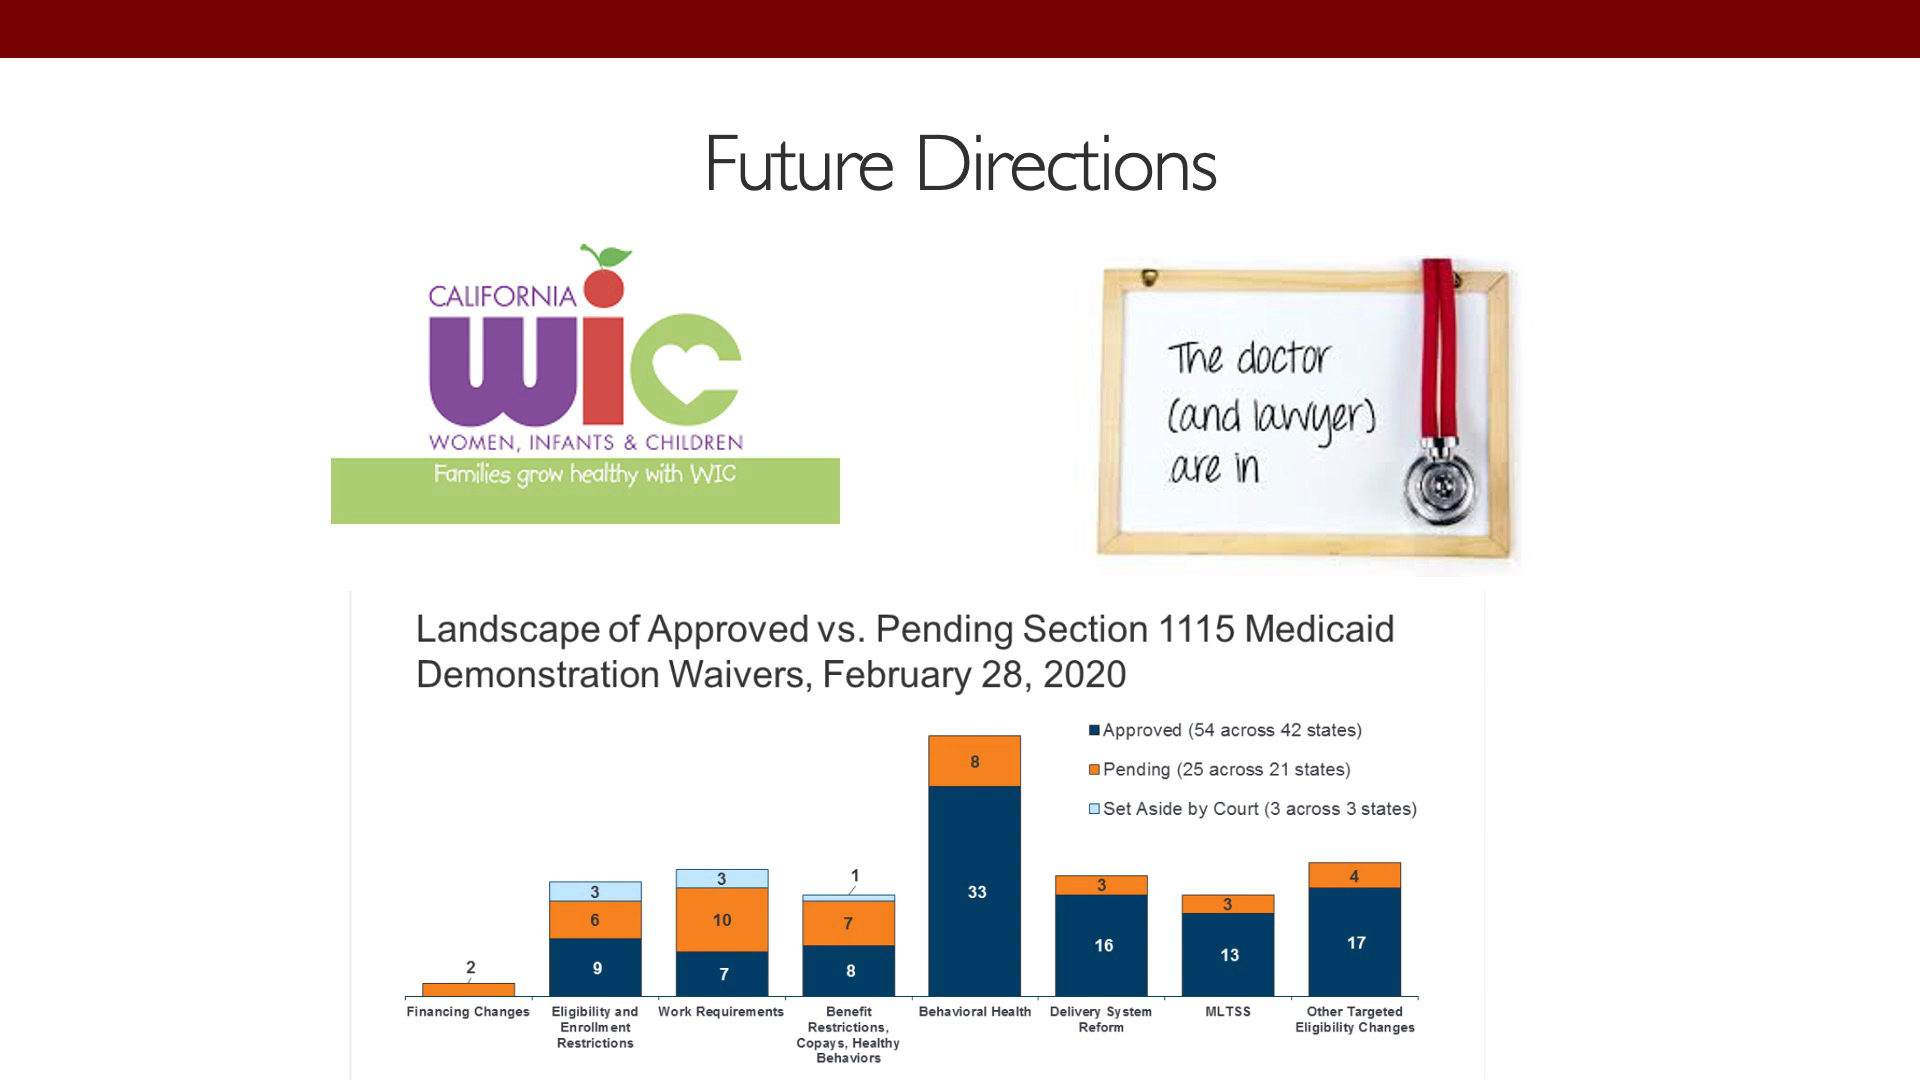 Future Directions
CALIFORNIA
wic
WOMEN, INFANTS & CHILDREN
Families grow healthy with WIC
The doctor
(and lawyer)
are in
Landscape of Approved vs. Pending Section 1115 Medicaid
Demonstration Waivers, February 28, 2020
Approved (54 across 42 states)
Pending (25 across 21 states)
Set Aside by Court (3 across 3 states)
2
3
6
9
3
10
7
1
7
8
8
33
3
16
3
13
4
17
Financing Changes
Eligibility and
Enrollment
Restrictions
Work Requirements
Benefit
Restrictions,
Copays, Healthy
Behaviors
Behavioral Health
Delivery System
Reform
MLTSS
Other Targeted
Eligibility Changes